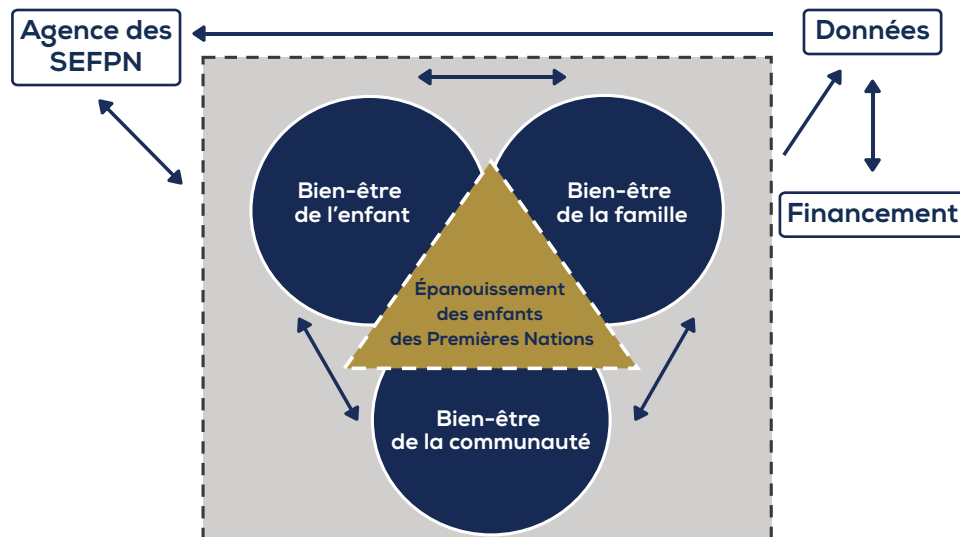 Agence des
SEFPN
Données
Bien-être
de l'enfant
Bien-être
de la famille
Financement
Épanouissement
des enfants
des Premières Nations
Bien-être
de la communauté